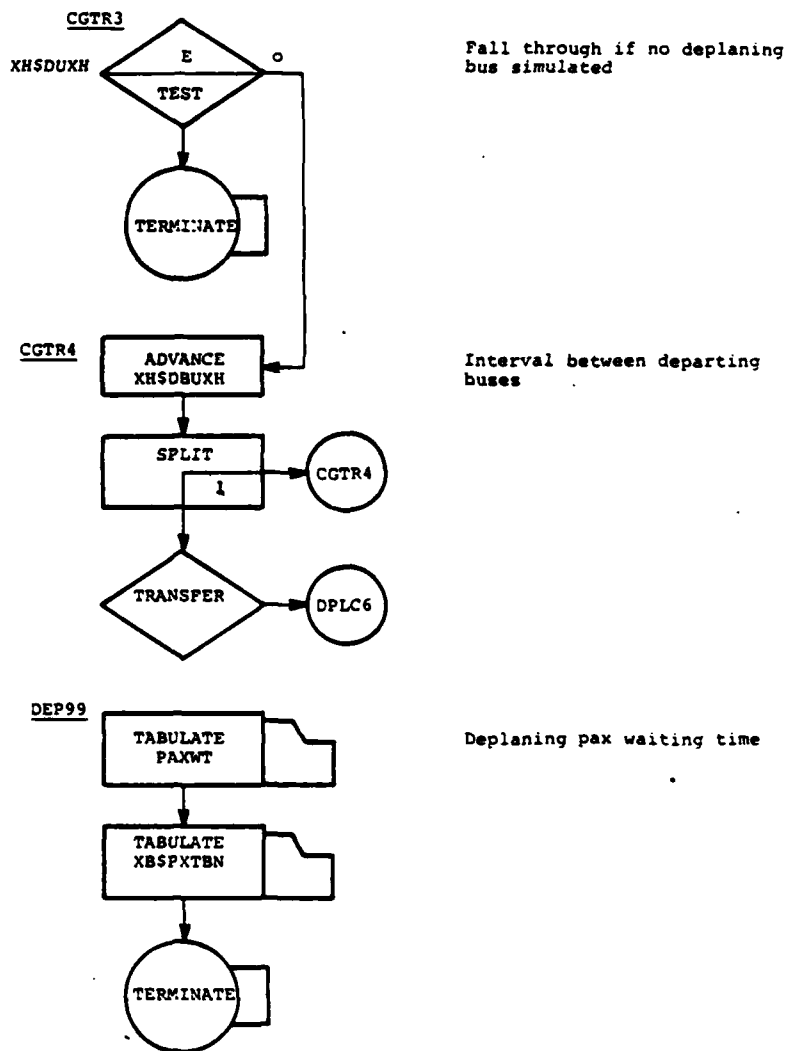 CGTR3
XH$DUXH
E
O
TEST
Fall through if no deplaning
bus simulated
TERMINATE
CGTR4
ADVANCE
XH$DBUXH
Interval between departing
buses
SPLIT
1
CGTR4
TRANSFER
DPLC6
DEP99
TABULATE
PAXWT
Deplaning pax waiting time
TABULATE
XB$PXTBN
TERMINATE